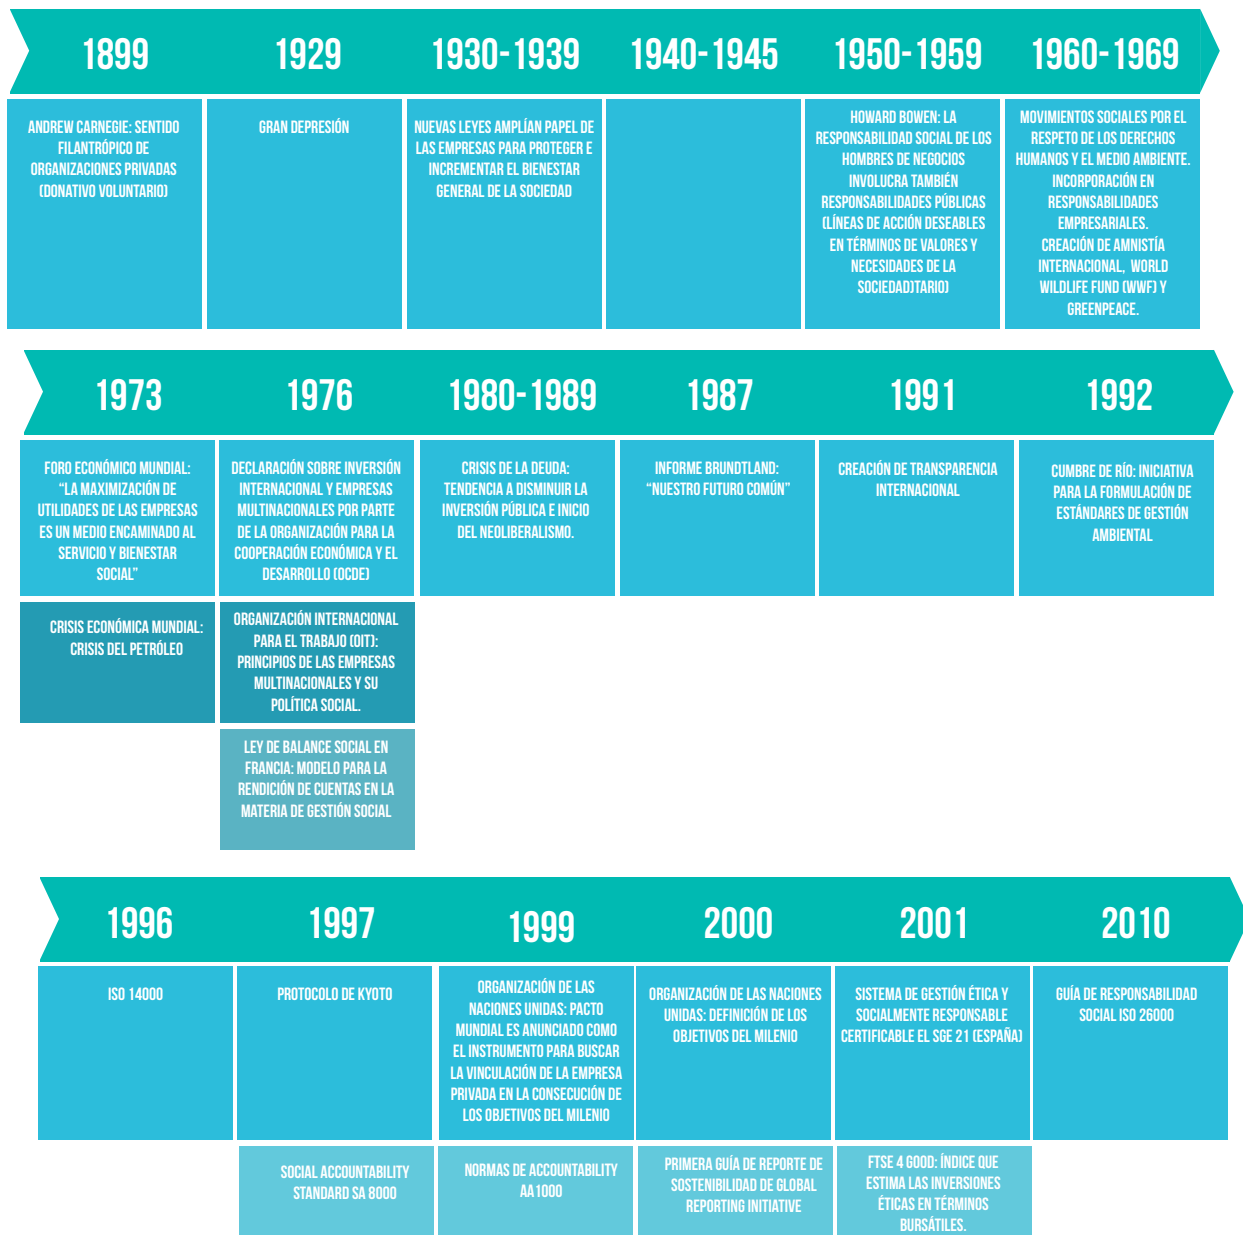 1899
1929
1930-1939
1940-1945
1950-1959
1960-1969
ANDREW CARNEGIE: SENTIDO
FILANTRÓPICO DE
ORGANIZACIONES PRIVADAS
(DONATIVO VOLUNTARIO)
GRAN DEPRESIÓN
NUEVAS LEYES AMPLÍAN PAPEL DE
LAS EMPRESAS PARA PROTEGER E
INCREMENTAR EL BIENESTAR
GENERAL DE LA SOCIEDAD
HOWARD BOWEN: LA
RESPONSABILIDAD SOCIAL DE LOS
HOMBRES DE NEGOCIOS
INVOLUCRA TAMBIÉN
RESPONSABILIDADES PÚBLICAS
(LÍNEAS DE ACCIÓN DESEABLES
EN TÉRMINOS DE VALORES Y
NECESIDADES DE LA
SOCIEDAD)TARIO)
MOVIMIENTOS SOCIALES POR EL
RESPETO DE LOS DERECHOS
HUMANOS Y EL MEDIO AMBIENTE.
INCORPORACIÓN EN
RESPONSABILIDADES
EMPRESARIALES.
CREACIÓN DE AMNISTÍA
INTERNACIONAL, WORLD
WILDLIFE FUND (WWF) Y
GREENPEACE.
1973
1976
1980-1989
1987
1991
1992
FORO ECONÓMICO MUNDIAL:
“LA MAXIMIZACIÓN DE
UTILIDADES DE LAS EMPRESAS
ES UN MEDIO ENCAMINADO AL
SERVICIO Y BIENESTAR
SOCIAL”
DECLARACIÓN SOBRE INVERSIÓN
INTERNACIONAL Y EMPRESAS
MULTINACIONALES POR PARTE
DE LA ORGANIZACIÓN PARA LA
COOPERACIÓN ECONÓMICA Y EL
DESARROLLO (OCDE)
CRISIS DE LA DEUDA:
TENDENCIA A DISMINUIR LA
INVERSIÓN PÚBLICA E INICIO
DEL NEOLIBERALISMO.
INFORME BRUNDTLAND:
“NUESTRO FUTURO COMÚN”
CREACIÓN DE TRANSPARENCIA
INTERNACIONAL
CUMBRE DE RÍO: INICIATIVA
PARA LA FORMULACIÓN DE
ESTÁNDARES DE GESTIÓN
AMBIENTAL
CRISIS ECONÓMICA MUNDIAL:
CRISIS DEL PETRÓLEO
ORGANIZACIÓN INTERNACIONAL
PARA EL TRABAJO (OIT):
PRINCIPIOS DE LAS EMPRESAS
MULTINACIONALES Y SU
POLÍTICA SOCIAL.
LEY DE BALANCE SOCIAL EN
FRANCIA: MODELO PARA LA
RENDICIÓN DE CUENTAS EN LA
MATERIA DE GESTIÓN SOCIAL
1996
1997
1999
2000
2001
2010
ISO 14000
PROTOCOLO DE KYOTO
ORGANIZACIÓN DE LAS
NACIONES UNIDAS: PACTO
MUNDIAL ES ANUNCIADO COMO
EL INSTRUMENTO PARA BUSCAR
LA VINCULACIÓN DE LA EMPRESA
PRIVADA EN LA CONSECUCIÓN DE
LOS OBJETIVOS DEL MILENIO
ORGANIZACIÓN DE LAS NACIONES
UNIDAS: DEFINICIÓN DE LOS
OBJETIVOS DEL MILENIO
SISTEMA DE GESTIÓN ÉTICA Y
SOCIALMENTE RESPONSABLE
CERTIFICABLE EL SGE 21 (ESPAÑA)
GUÍA DE RESPONSABILIDAD
SOCIAL ISO 26000
SOCIAL ACCOUNTABILITY
STANDARD SA 8000
NORMAS DE ACCOUNTABILITY
AA1000
PRIMERA GUÍA DE REPORTE DE
SOSTENIBILIDAD DE GLOBAL
REPORTING INITIATIVE
FTSE 4 GOOD: ÍNDICE QUE
ESTIMA LAS INVERSIONES
ÉTICAS EN TÉRMINOS
BURSÁTILES.